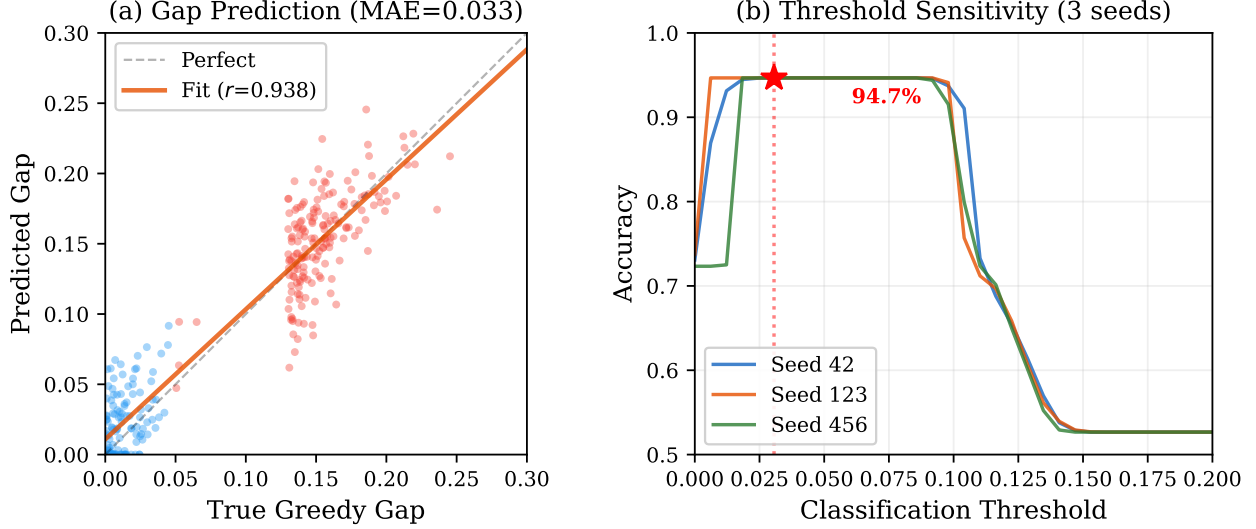 (a) Gap Prediction (MAE=0.033)
Perfect
Fit (r=0.938)
0.30
0.25
0.20
0.15
0.10
0.05
0.00
Predicted Gap
0.00 0.05 0.10 0.15 0.20 0.25 0.30
True Greedy Gap
(b) Threshold Sensitivity (3 seeds)
94.7%
1.0
0.9
0.8
0.7
0.6
0.5
Accuracy
Seed 42
Seed 123
Seed 456
0.000 0.025 0.050 0.075 0.100 0.125 0.150 0.175 0.200
Classification Threshold